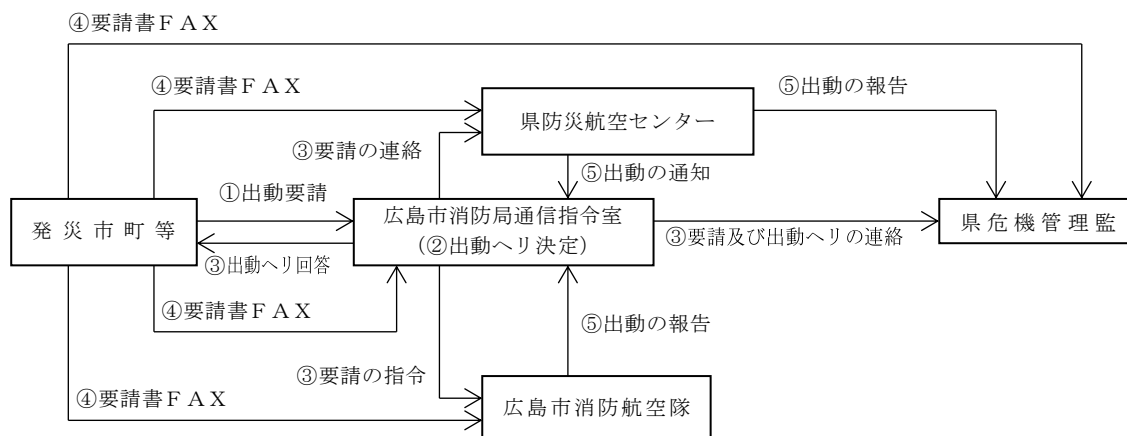 ④要請書ＦＡＸ
④要請書ＦＡＸ
⑤出動の報告
県防災航空センター
③要請の連絡
⑤出動の通知
①出動要請
発災市町等
広島市消防局通信指令室
（②出動ヘリ決定）
県危機管理監
③要請及び出動ヘリの連絡
③出動ヘリ回答
④要請書ＦＡＸ
⑤出動の報告
③要請の指令
④要請書ＦＡＸ
広島市消防航空隊